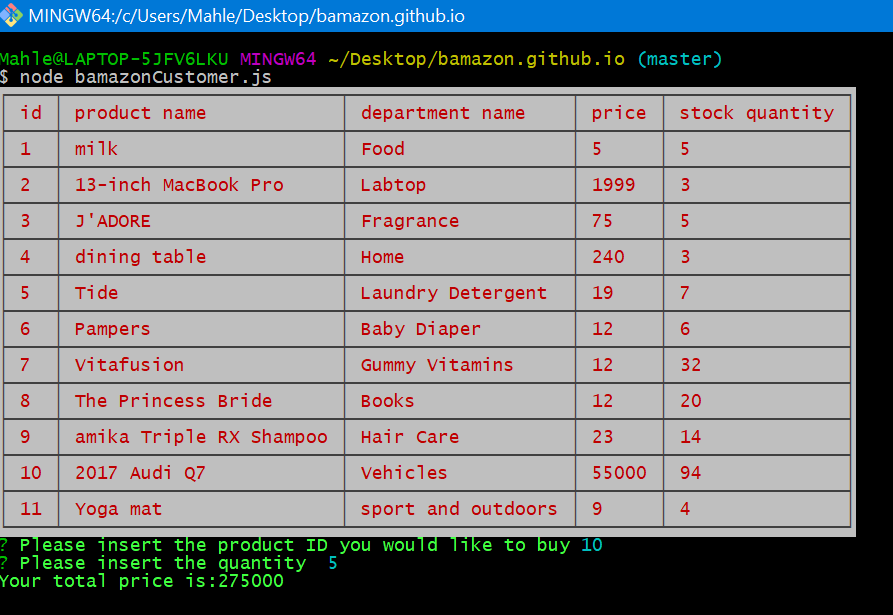 MINGW64:/c/Users/Mahle/Desktop/bamazon.github.io
Mahle@LAPTOP-5JFV6LKU MINGW64 ~/Desktop/bamazon.github.io (master)
$ node bamazonCustomer.js
id product name department name price stock quantity
1 milk Food 5 5
2 13-inch MacBook Pro Labtop 1999 3
3 J'ADORE Fragrance 75 5
4 dining table Home 240 3
5 Tide Laundry Detergent 19 7
6 Pampers Baby Diaper 12 6
7 Vitafusion Gummy Vitamins 12 32
8 The Princess Bride Books 12 20
9 amika Triple RX Shampoo Hair Care 23 14
10 2017 Audi Q7 Vehicles 55000 94
11 Yoga mat sport and outdoors 9 4
? Please insert the product ID you would like to buy 10
? Please insert the quantity 5
Your total price is:275000